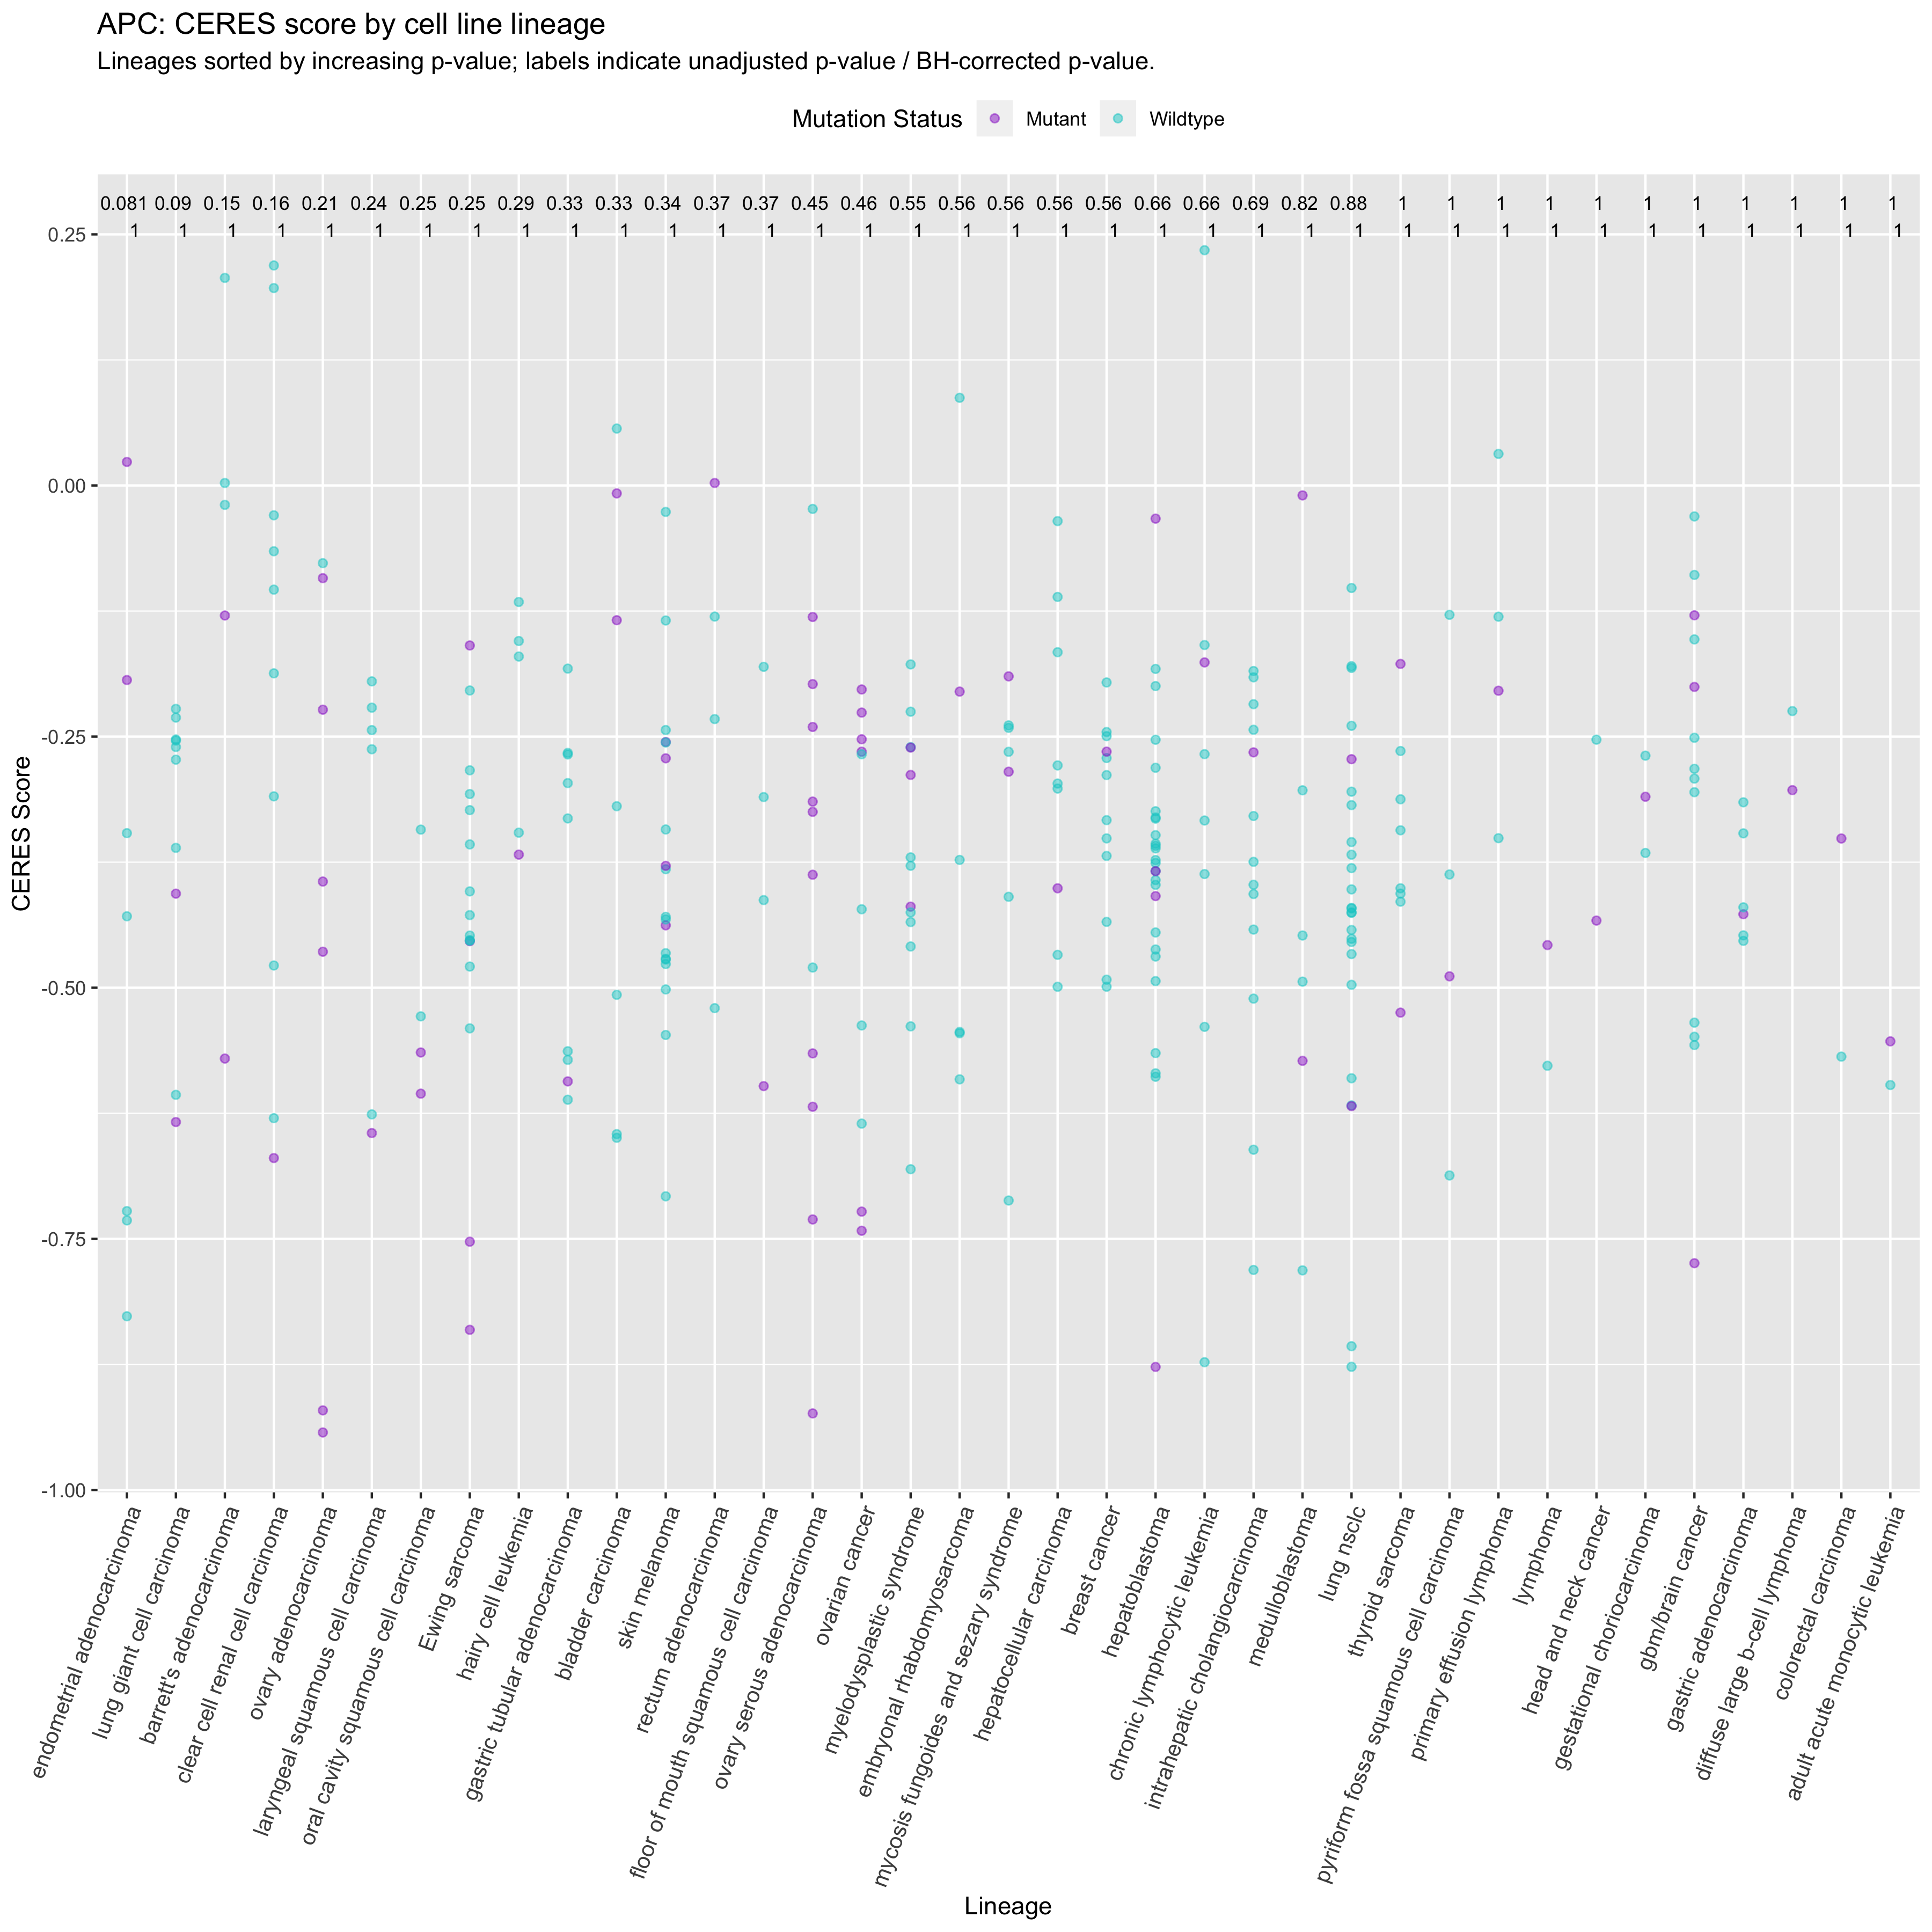 APC: CERES score by cell line lineage
Lineages sorted by increasing p-value; labels indicate unadjusted p-value / BH-corrected p-value.
Mutation Status Mutant Wildtype
0.081 0.09 0.15 0.16 0.21 0.24 0.25 0.25 0.29 0.33 0.33 0.34 0.37 0.37 0.45 0.46 0.55 0.56 0.56 0.56 0.56 0.66 0.66 0.69 0.82 0.88 1 1 1 1 1 1 1 1 1 1 1
1 1 1 1 1 1 1 1 1 1 1 1 1 1 1 1 1 1 1 1 1 1 1 1 1 1 1 1 1 1 1 1 1 1 1 1 1
0.25
0.00
-0.25
-0.50
-0.75
-1.00
CERES Score
endometrial adenocarcinoma
lung giant cell carcinoma
barrett's adenocarcinoma
clear cell renal cell carcinoma
ovary adenocarcinoma
laryngeal squamous cell carcinoma
oral cavity squamous cell carcinoma
Ewing sarcoma
hairy cell leukemia
gastric tubular adenocarcinoma
bladder carcinoma
skin melanoma
rectum adenocarcinoma
floor of mouth squamous cell carcinoma
ovary serous adenocarcinoma
ovarian cancer
myelodysplastic syndrome
embryonal rhabdomyosarcoma
mycosis fungoides and sezary syndrome
hepatocellular carcinoma
breast cancer
hepatoblastoma
chronic lymphocytic leukemia
intrahepatic cholangiocarcinoma
medulloblastoma
lung nsclc
thyroid sarcoma
pyriform fossa squamous cell carcinoma
primary effusion lymphoma
lymphoma
head and neck cancer
gestational choriocarcinoma
gbm/brain cancer
gastric adenocarcinoma
diffuse large b-cell lymphoma
colorectal carcinoma
adult acute monocytic leukemia
Lineage